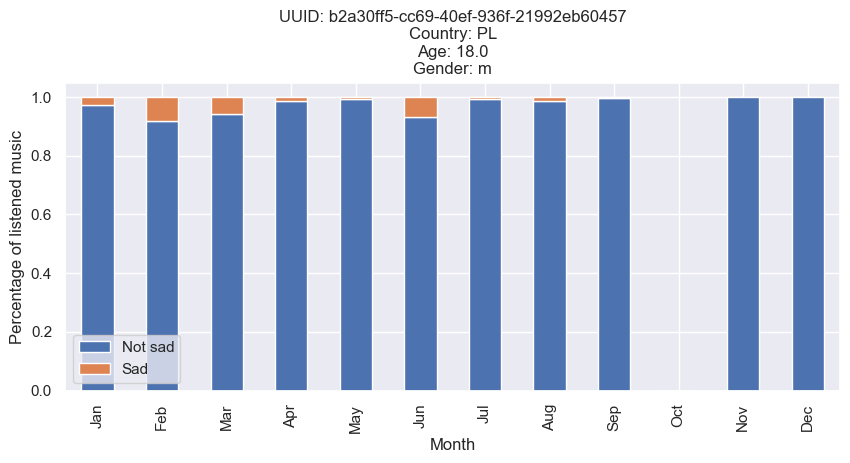 UUID: b2a30ff5-cc69-40ef-936f-21992eb60457
Country: PL
Age: 18.0
Gender: m
Percentage of listened music
1.0
0.8
0.6
0.4
0.2
0.0
Not sad
Sad
Jan
Feb
Mar
Apr
May
Jun
Jul
Aug
Sep
Oct
Nov
Dec
Month